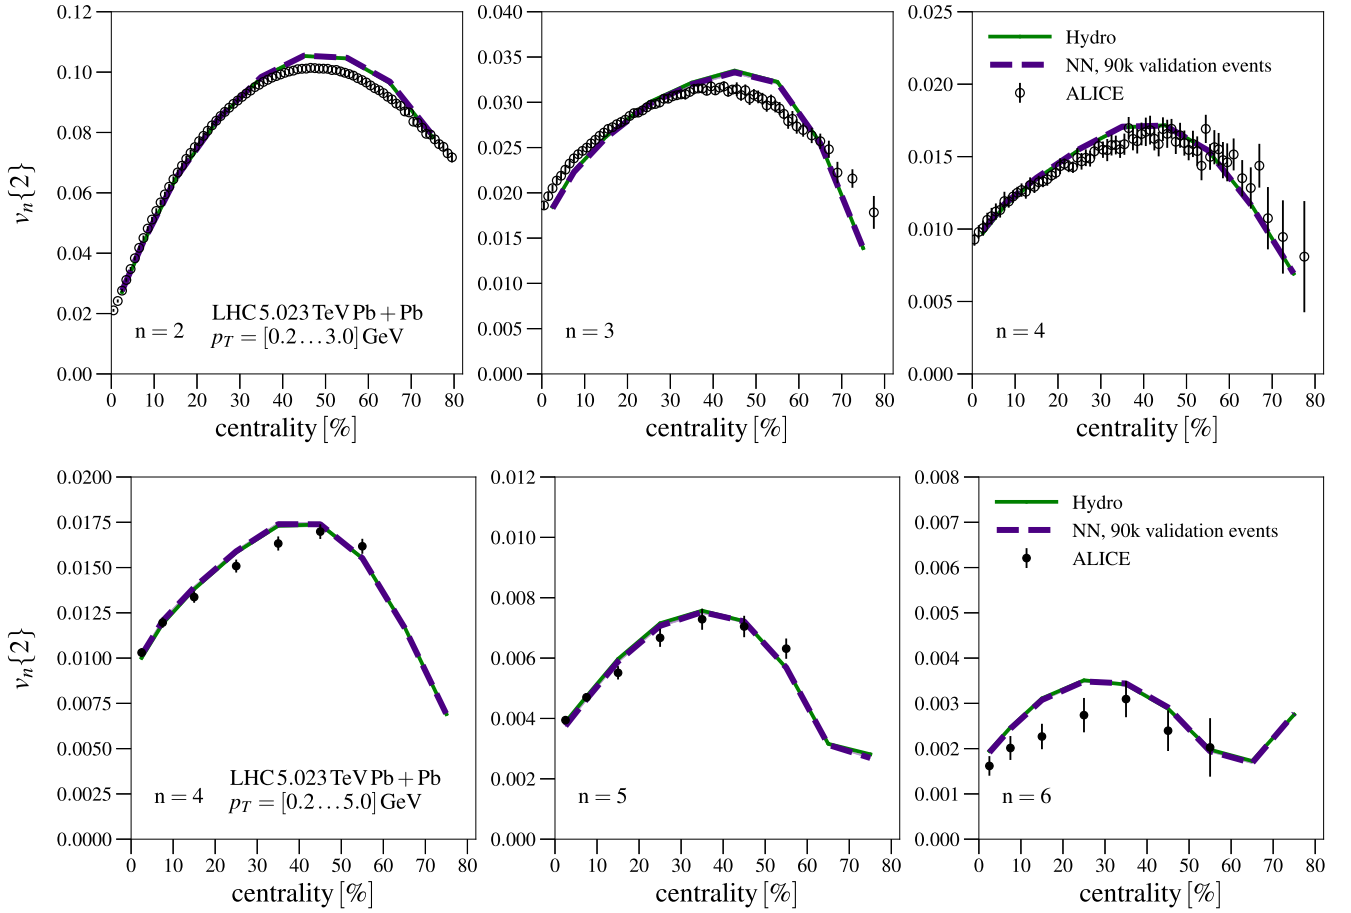 0.12
0.10
0.08
0.06
0.04
0.02
0.00
vₙ{2}
n = 2
LHC 5.023 TeV Pb + Pb
p_T = [0.2…3.0] GeV
0 10 20 30 40 50 60 70 80
centrality [%]
0.040
0.035
0.030
0.025
0.020
0.015
0.010
0.005
0.000
n = 3
0 10 20 30 40 50 60 70 80
centrality [%]
0.025
0.020
0.015
0.010
0.005
0.000
Hydro
NN, 90k validation events
ALICE
n = 4
0 10 20 30 40 50 60 70 80
centrality [%]
0.0200
0.0175
0.0150
0.0125
0.0100
0.0075
0.0050
0.0025
0.0000
vₙ{2}
n = 4
LHC 5.023 TeV Pb + Pb
p_T = [0.2…5.0] GeV
0 10 20 30 40 50 60 70 80
centrality [%]
0.012
0.010
0.008
0.006
0.004
0.002
0.000
n = 5
0 10 20 30 40 50 60 70 80
centrality [%]
0.008
0.007
0.006
0.005
0.004
0.003
0.002
0.001
0.000
Hydro
NN, 90k validation events
ALICE
n = 6
0 10 20 30 40 50 60 70 80
centrality [%]